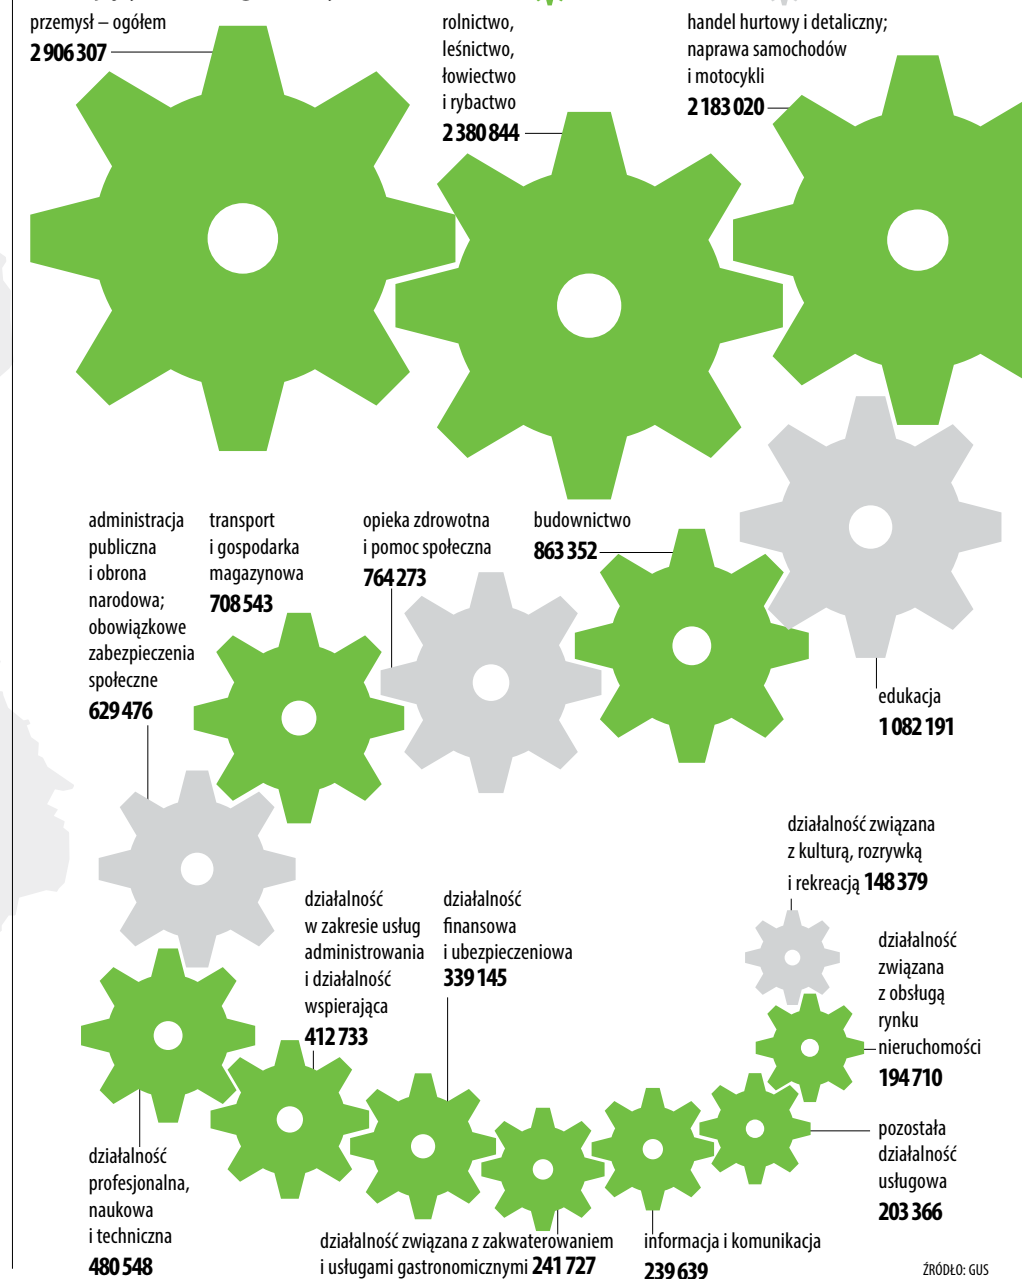 przemysł – ogółem
2 906 307
rolnictwo,
leśnictwo,
łowiectwo
i rybactwo
2 380 844
handel hurtowy i detaliczny;
naprawa samochodów
i motocykli
2 183 020
administracja
publiczna
i obrona
narodowa;
obowiązkowe
zabezpieczenia
społeczne
629 476
transport
i gospodarka
magazynowa
708 543
opieka zdrowotna
i pomoc społeczna
764 273
budownictwo
863 352
edukacja
1 082 191
działalność związana
z kulturą, rozrywką
i rekreacją 148 379
działalność
w zakresie usług
administrowania
i działalność
wspierająca
412 733
działalność
finansowa
i ubezpieczeniowa
339 145
działalność
związana
z obsługą
rynku
nieruchomości
194 710
pozostała
działalność
usługowa
203 366
działalność
profesjonalna,
naukowa
i techniczna
480 548
działalność związana z zakwaterowaniem
i usługami gastronomicznymi 241 727
informacja i komunikacja
239 639
ŹRÓDŁO: GUS